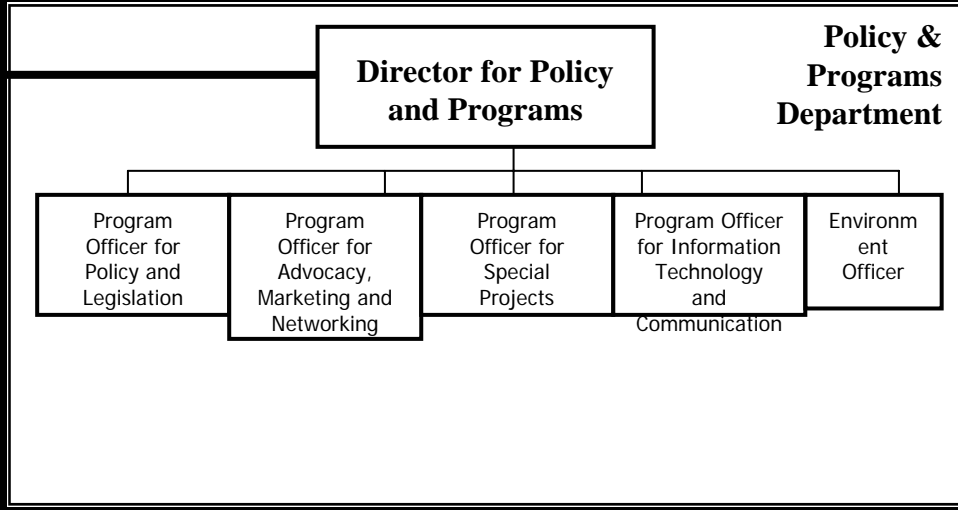 Policy &
Programs
Department
Director for Policy
and Programs
Program
Officer for
Policy and
Legislation
Program
Officer for
Advocacy,
Marketing and
Networking
Program
Officer for
Special
Projects
Program Officer
for Information
Technology
and
Communication
Environm
ent
Officer